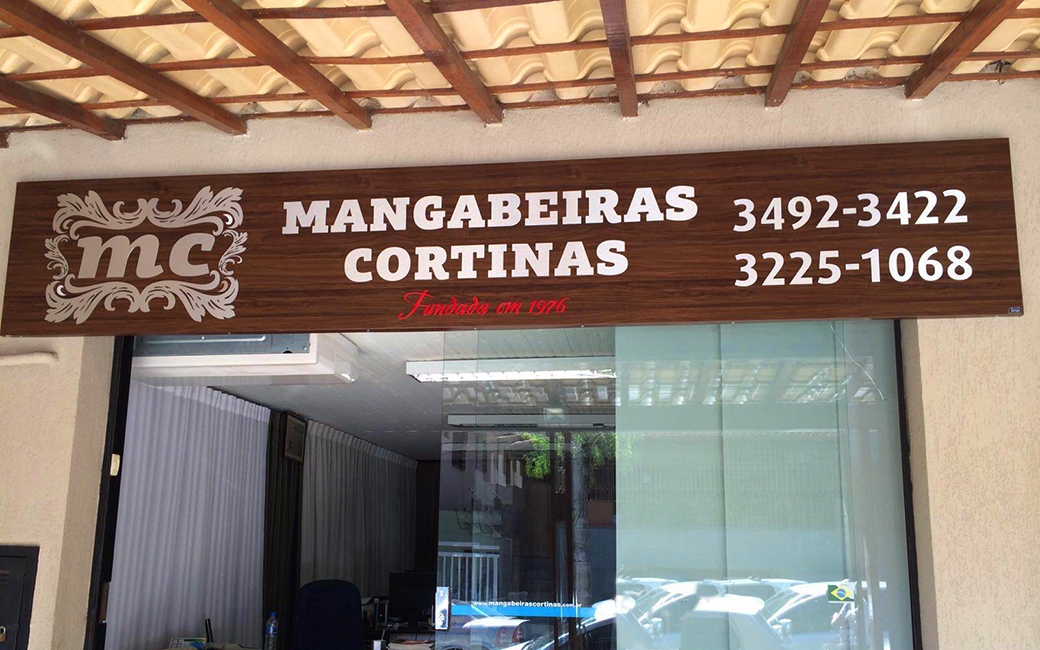 mc
MANGABEIRAS
CORTINAS
Fundada em 1976
3492-3422
3225-1068
www.mangabeirascortinas.com.br